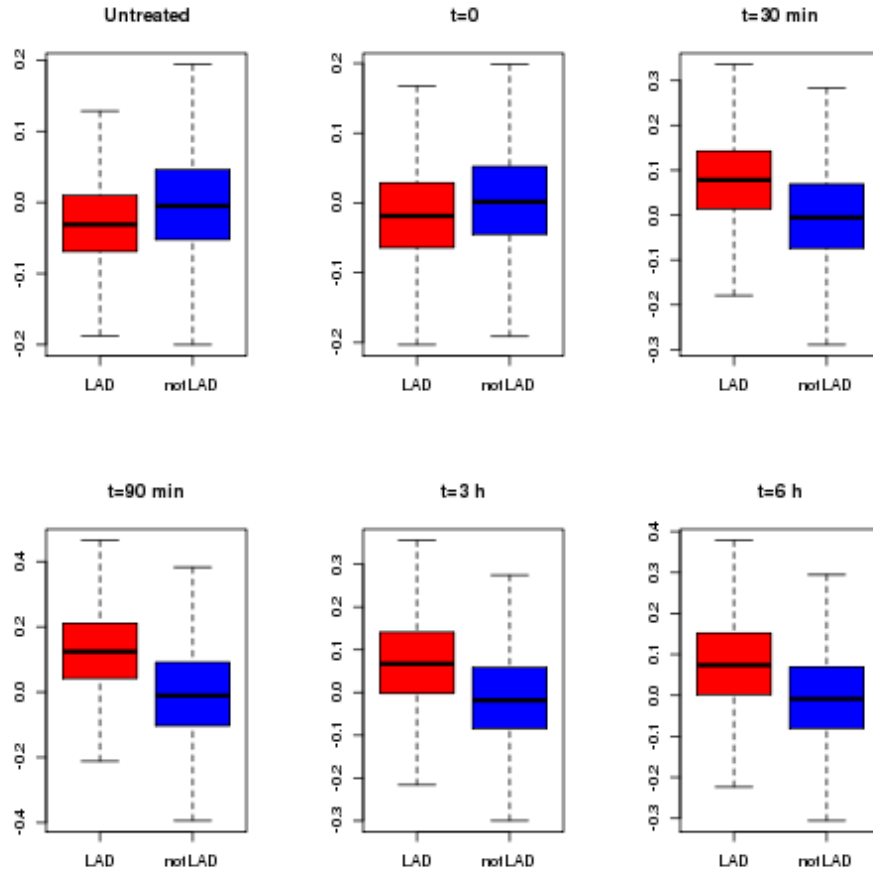 Untreated t=0 t=30 min
0.2 0.2 0.3
0.1 0.1 0.2
0.0 0.0 0.1
-0.1 -0.1 0.0
-0.2 -0.2 -0.1
-0.2
-0.3
LAD notLAD LAD notLAD LAD notLAD
t=90 min t=3 h t=6 h
0.4 0.3 0.4
0.2 0.2 0.3
0.0 0.1 0.2
-0.2 0.0 0.1
-0.4 -0.1 0.0
-0.2 -0.1
-0.3 -0.2
-0.3
LAD notLAD LAD notLAD LAD notLAD